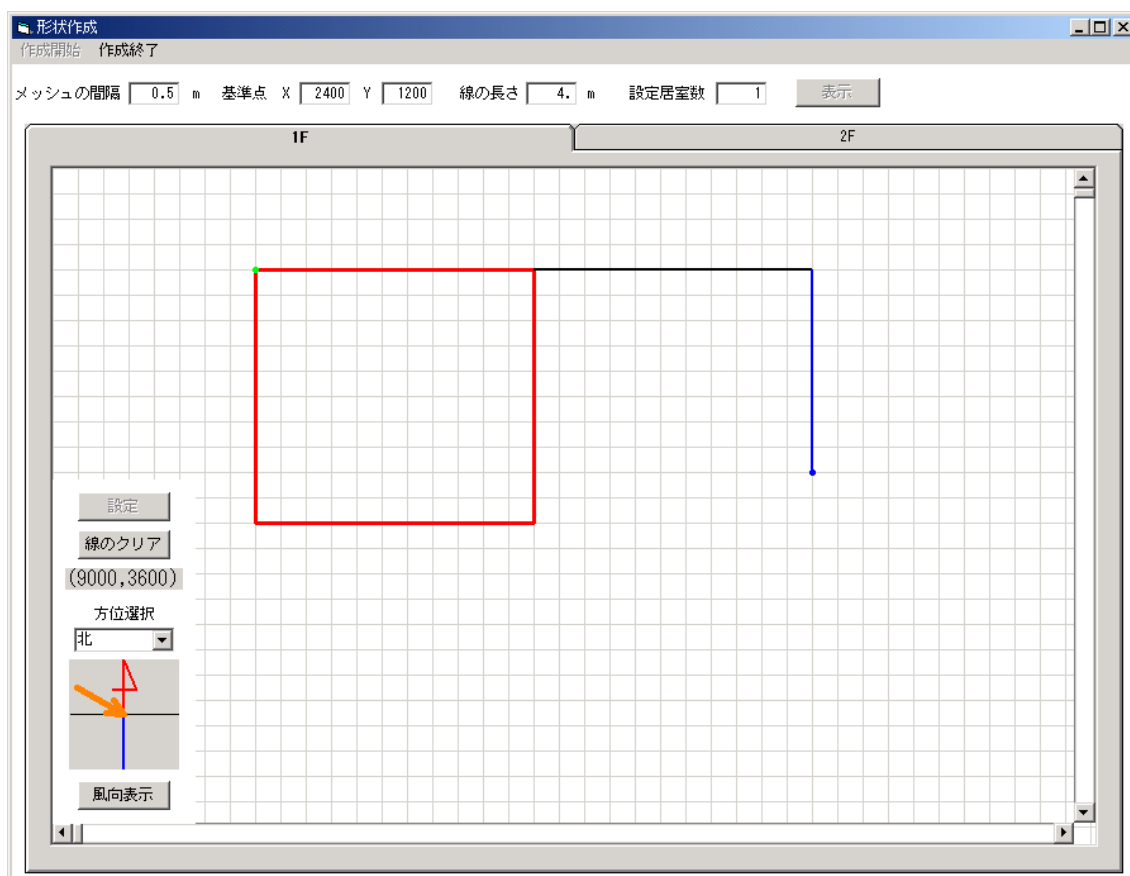 形状作成
作成開始 作成終了
メッシュの間隔 0.5 m 基準点 X 2400 Y 1200 線の長さ 4. m 設定居室数 1 表示
1F 2F
設定
線のクリア
(9000,3600)
方位選択
北
風向表示